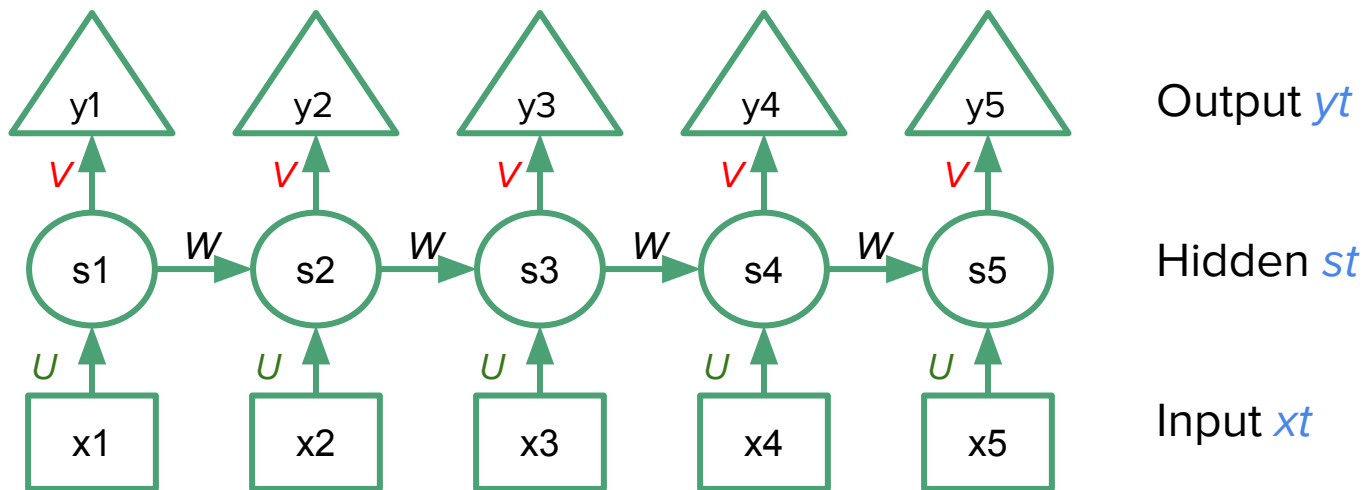 y1 y2 y3 y4 y5 Output yt
V V V V V
W W W W
s1 s2 s3 s4 s5 Hidden st
U U U U U
x1 x2 x3 x4 x5 Input xt